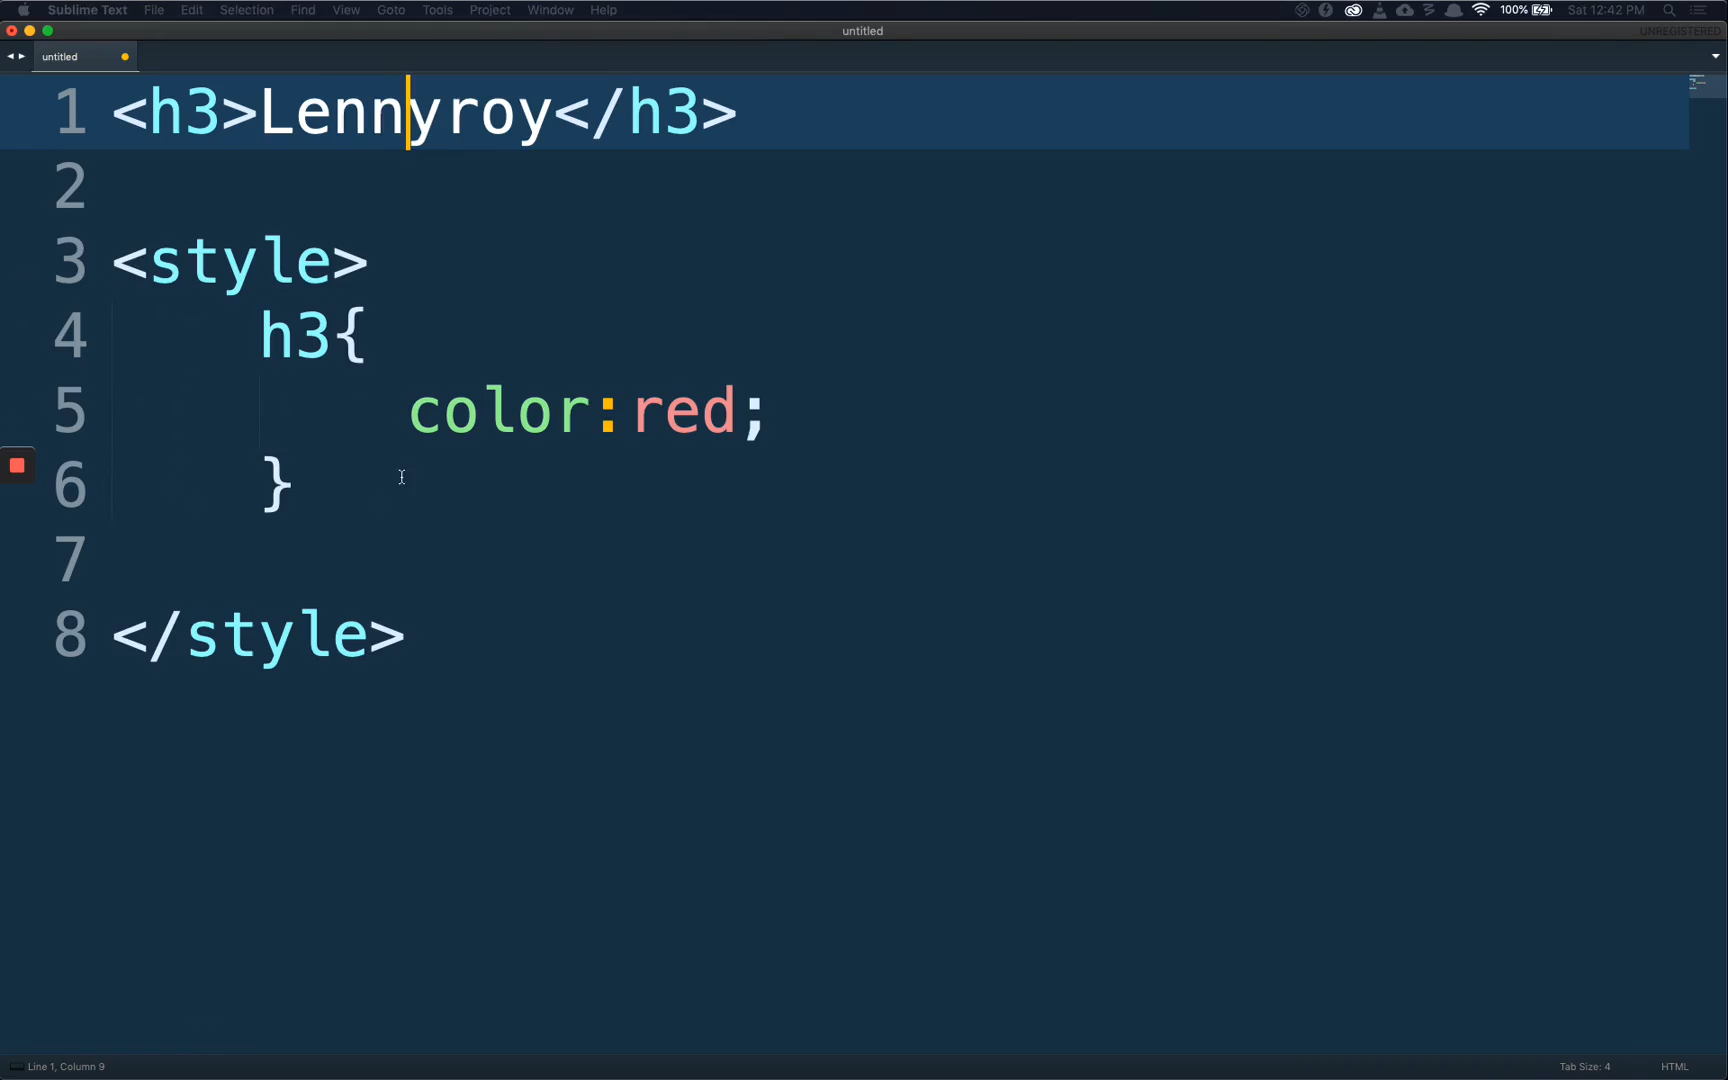 Sublime Text File Edit Selection Find View Goto Tools Project Window Help 100% Sat 12:42 PM
untitled UNREGISTERED
untitled
1 <h3>Lennyroy</h3>
2
3 <style>
4 h3{
5 color:red;
6 }
7
8 </style>
Line 1, Column 9 Tab Size: 4 HTML